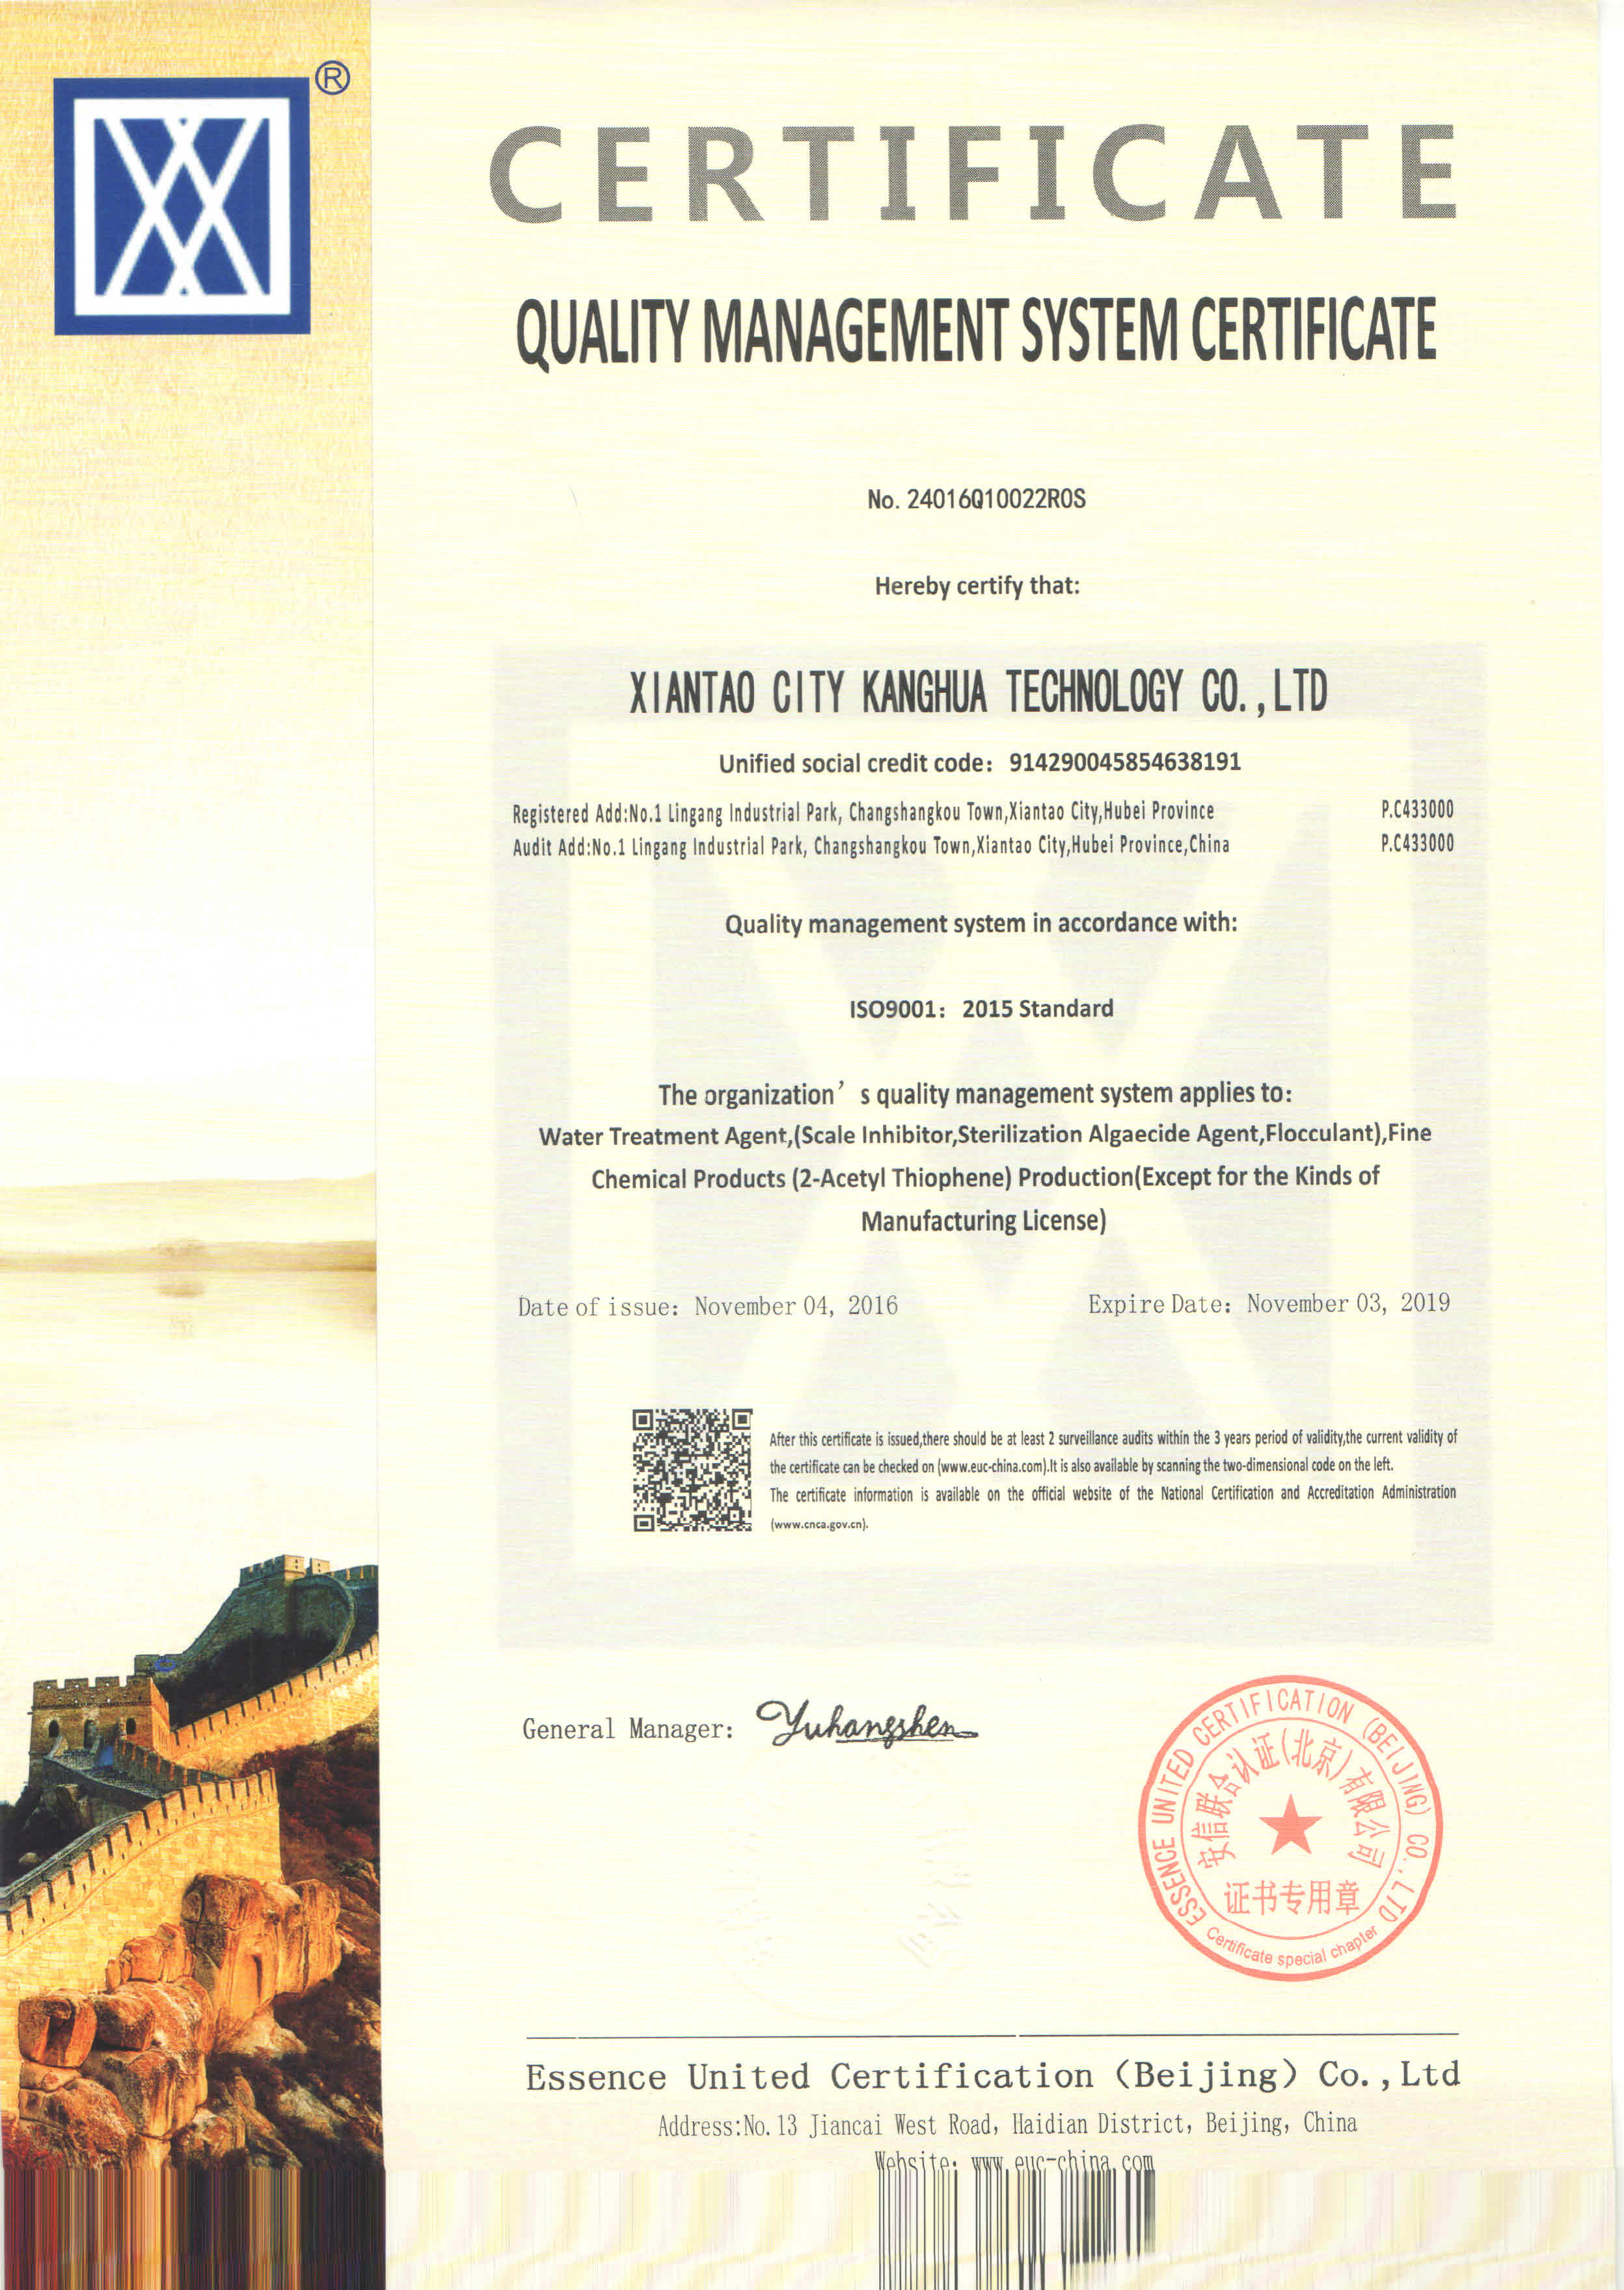 ®
CERTIFICATE
QUALITY MANAGEMENT SYSTEM CERTIFICATE
No. 24016Q10022R0S
Hereby certify that:
XIANTAO CITY KANGHUA TECHNOLOGY CO.,LTD
Unified social credit code: 914290045854638191
Registered Add:No.1 Lingang Industrial Park, Changshangkou Town,Xiantao City,Hubei Province P.C433000
Audit Add:No.1 Lingang Industrial Park, Changshangkou Town,Xiantao City,Hubei Province,China P.C433000
Quality management system in accordance with:
ISO9001: 2015 Standard
The organization's quality management system applies to:
Water Treatment Agent,(Scale Inhibitor,Sterilization Algaecide Agent,Flocculant),Fine
Chemical Products (2-Acetyl Thiophene) Production(Except for the Kinds of
Manufacturing License)
Date of issue: November 04, 2016 Expire Date: November 03, 2019
After this certificate is issued,there should be at least 2 surveillance audits within the 3 years period of validity,the current validity of
the certificate can be checked on (www.euc-china.com).It is also available by scanning the two-dimensional code on the left.
The certificate information is available on the official website of the National Certification and Accreditation Administration
(www.cnca.gov.cn).
General Manager: Yuhangshen
ESSENCE UNITED CERTIFICATION (BEIJING) CO.,LTD
安信联合认证(北京)有限公司
证书专用章
Certificate special chapter
Essence United Certification (Beijing) Co.,Ltd
Address:No.13 Jiancai West Road, Haidian District, Beijing, China
Website: www.euc-china.com